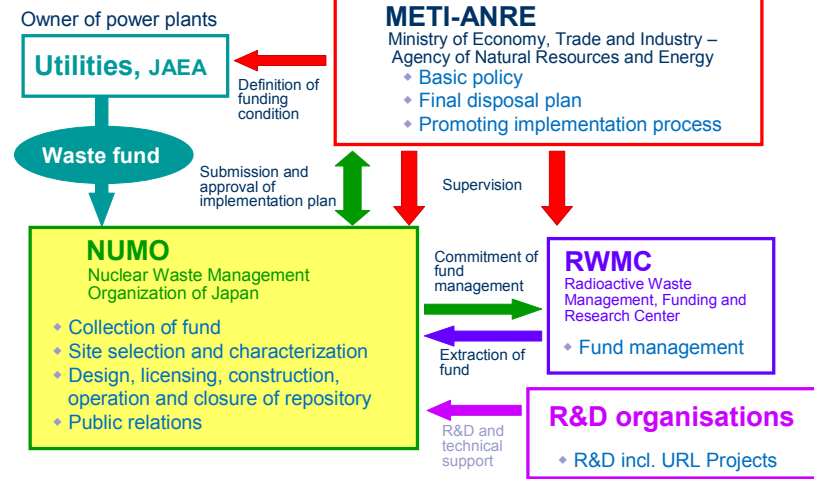 Owner of power plants
Utilities, JAEA
METI-ANRE
Ministry of Economy, Trade and Industry –
Agency of Natural Resources and Energy
Basic policy
Final disposal plan
Promoting implementation process
Definition of
funding
condition
Waste fund
Submission and
approval of
implementation plan
Supervision
NUMO
Nuclear Waste Management
Organization of Japan
Collection of fund
Site selection and characterization
Design, licensing, construction,
operation and closure of repository
Public relations
Commitment of
fund
management
Extraction of
fund
RWMC
Radioactive Waste
Management, Funding and
Research Center
Fund management
R&D and
technical
support
R&D organisations
R&D incl. URL Projects